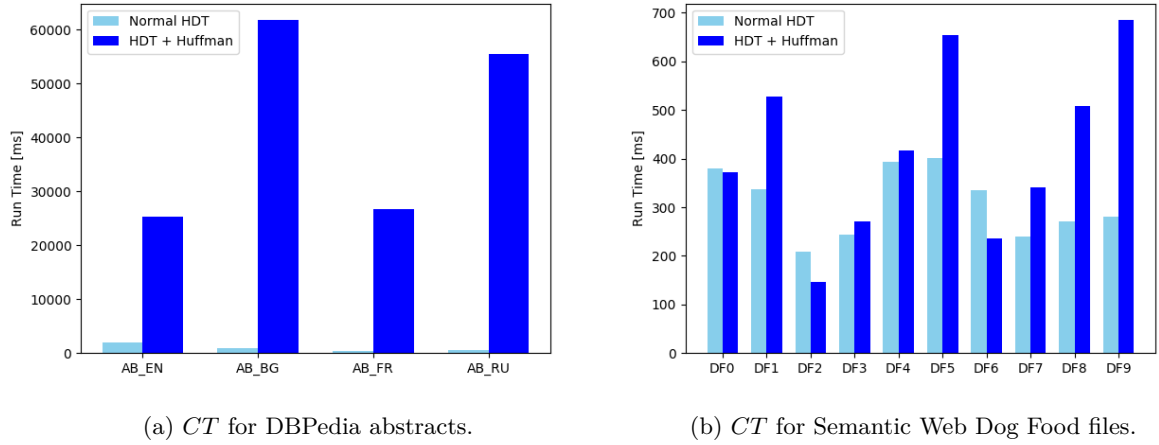 Normal HDT
HDT + Huffman
Run Time [ms]
60000
50000
40000
30000
20000
10000
0
AB_EN AB_BG AB_FR AB_RU
(a) CT for DBPedia abstracts.
Normal HDT
HDT + Huffman
Run Time [ms]
700
600
500
400
300
200
100
0
DF0 DF1 DF2 DF3 DF4 DF5 DF6 DF7 DF8 DF9
(b) CT for Semantic Web Dog Food files.